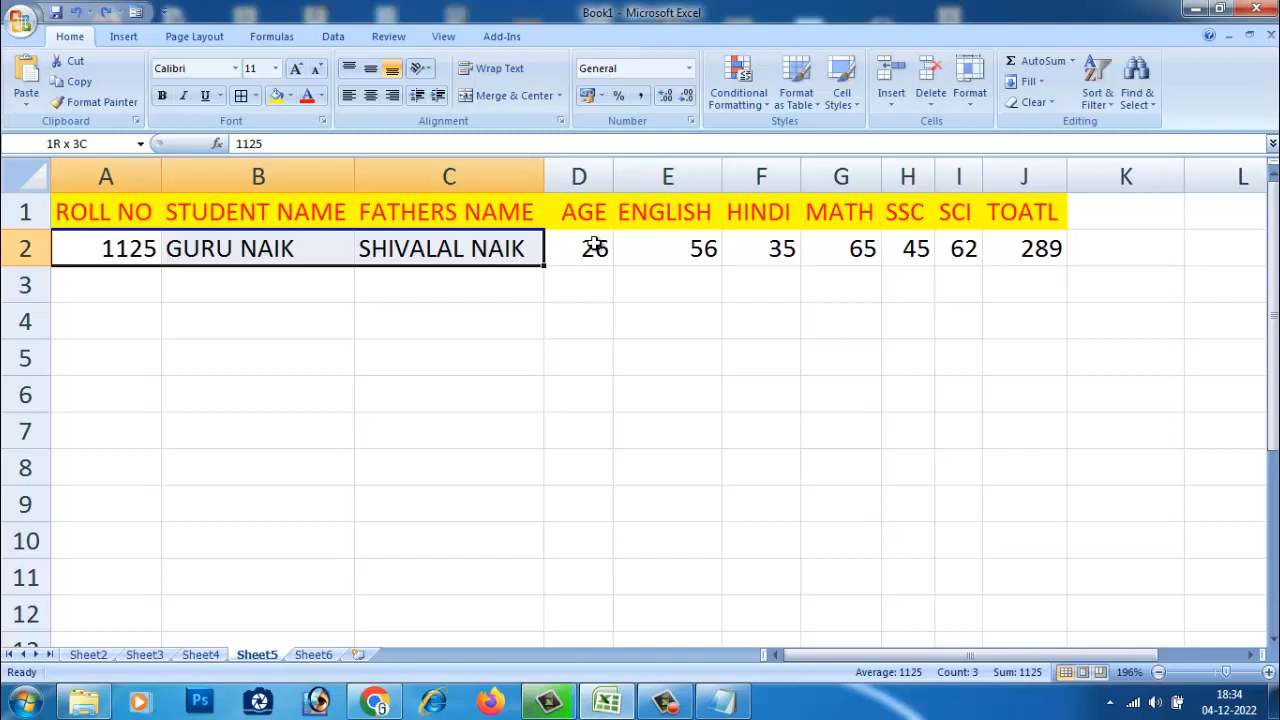 Book1 - Microsoft Excel
Home Insert Page Layout Formulas Data Review View Add-Ins
Cut Calibri 11 Wrap Text General AutoSum
Copy Fill
Paste Format Painter B I U Merge & Center % , Conditional Formatting Format as Table Cell Styles Insert Delete Format Clear Sort & Filter Find & Select
Clipboard Font Alignment Number Styles Cells Editing
1R x 3C fx 1125
A B C D E F G H I J K L
1 ROLL NO STUDENT NAME FATHERS NAME AGE ENGLISH HINDI MATH SSC SCI TOATL
2 1125 GURU NAIK SHIVALAL NAIK 26 56 35 65 45 62 289
3
4
5
6
7
8
9
10
11
12
Sheet2 Sheet3 Sheet4 Sheet5 Sheet6
Ready Average: 1125 Count: 3 Sum: 1125 196%
Ps 18:34
04-12-2022